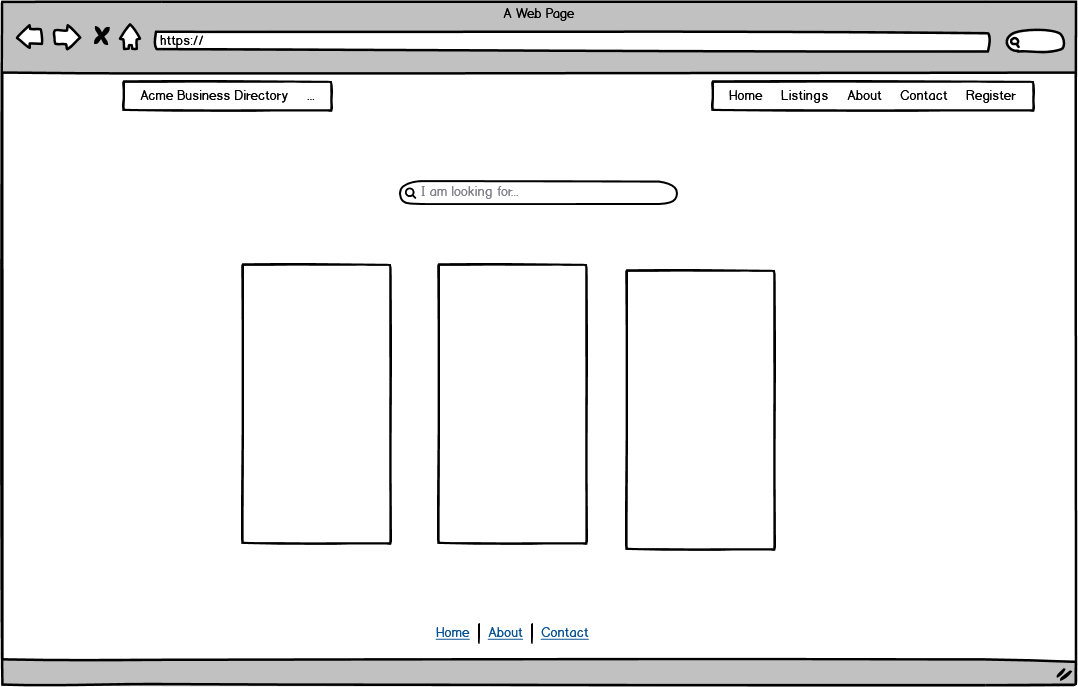 A Web Page
https://
Acme Business Directory ...
Home Listings About Contact Register
I am looking for...
Home About Contact